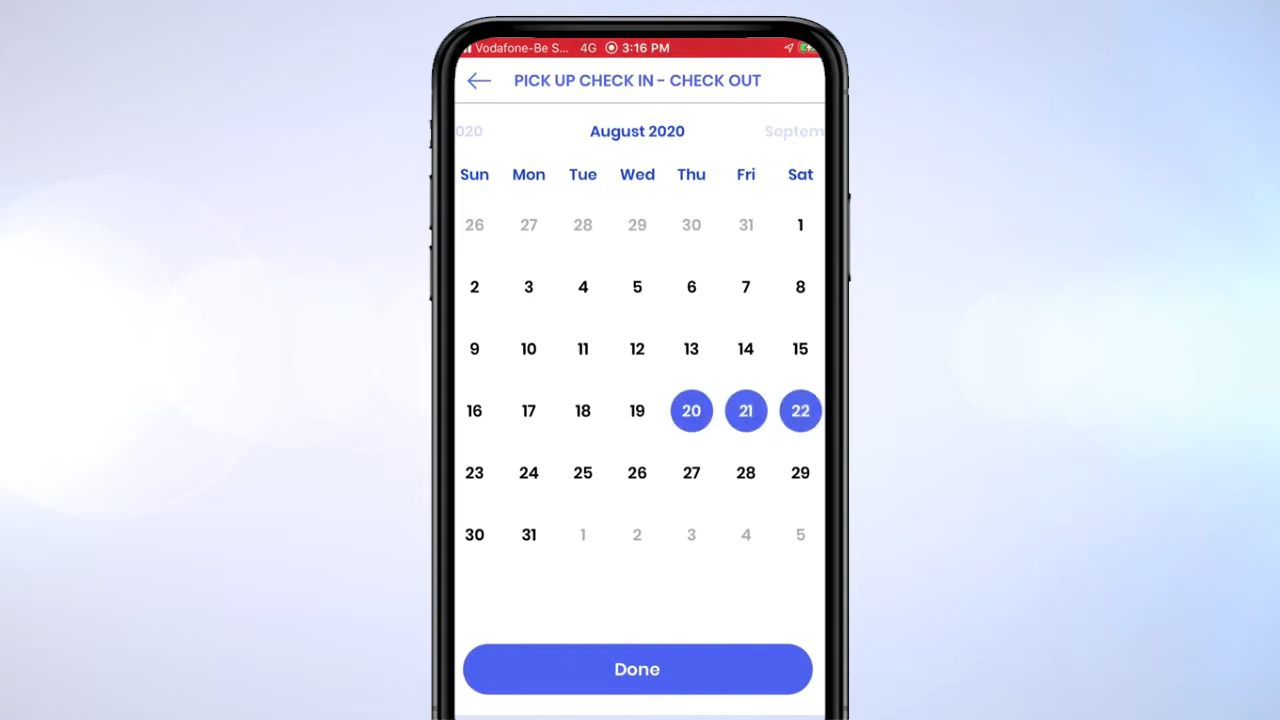 Vodafone-Be S... 4G 3:16 PM
PICK UP CHECK IN - CHECK OUT
020 August 2020 Septem
Sun Mon Tue Wed Thu Fri Sat
26 27 28 29 30 31 1
2 3 4 5 6 7 8
9 10 11 12 13 14 15
16 17 18 19 20 21 22
23 24 25 26 27 28 29
30 31 1 2 3 4 5
Done